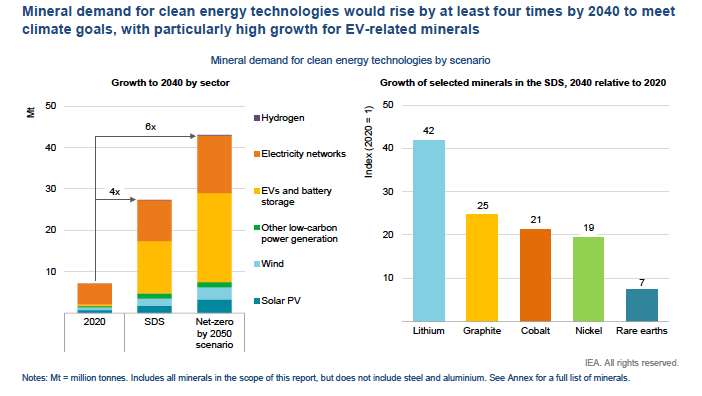 Mineral demand for clean energy technologies would rise by at least four times by 2040 to meet
climate goals, with particularly high growth for EV-related minerals
Mineral demand for clean energy technologies by scenario
Growth to 2040 by sector
Mt
50
40
30
20
10
6x
4x
2020
SDS
Net-zero
by 2050
scenario
Hydrogen
Electricity networks
EVs and battery
storage
Other low-carbon
power generation
Wind
Solar PV
Growth of selected minerals in the SDS, 2040 relative to 2020
Index (2020 = 1)
50
40
30
20
10
42
25
21
19
7
Lithium
Graphite
Cobalt
Nickel
Rare earths
IEA. All rights reserved.
Notes: Mt = million tonnes. Includes all minerals in the scope of this report, but does not include steel and aluminium. See Annex for a full list of minerals.